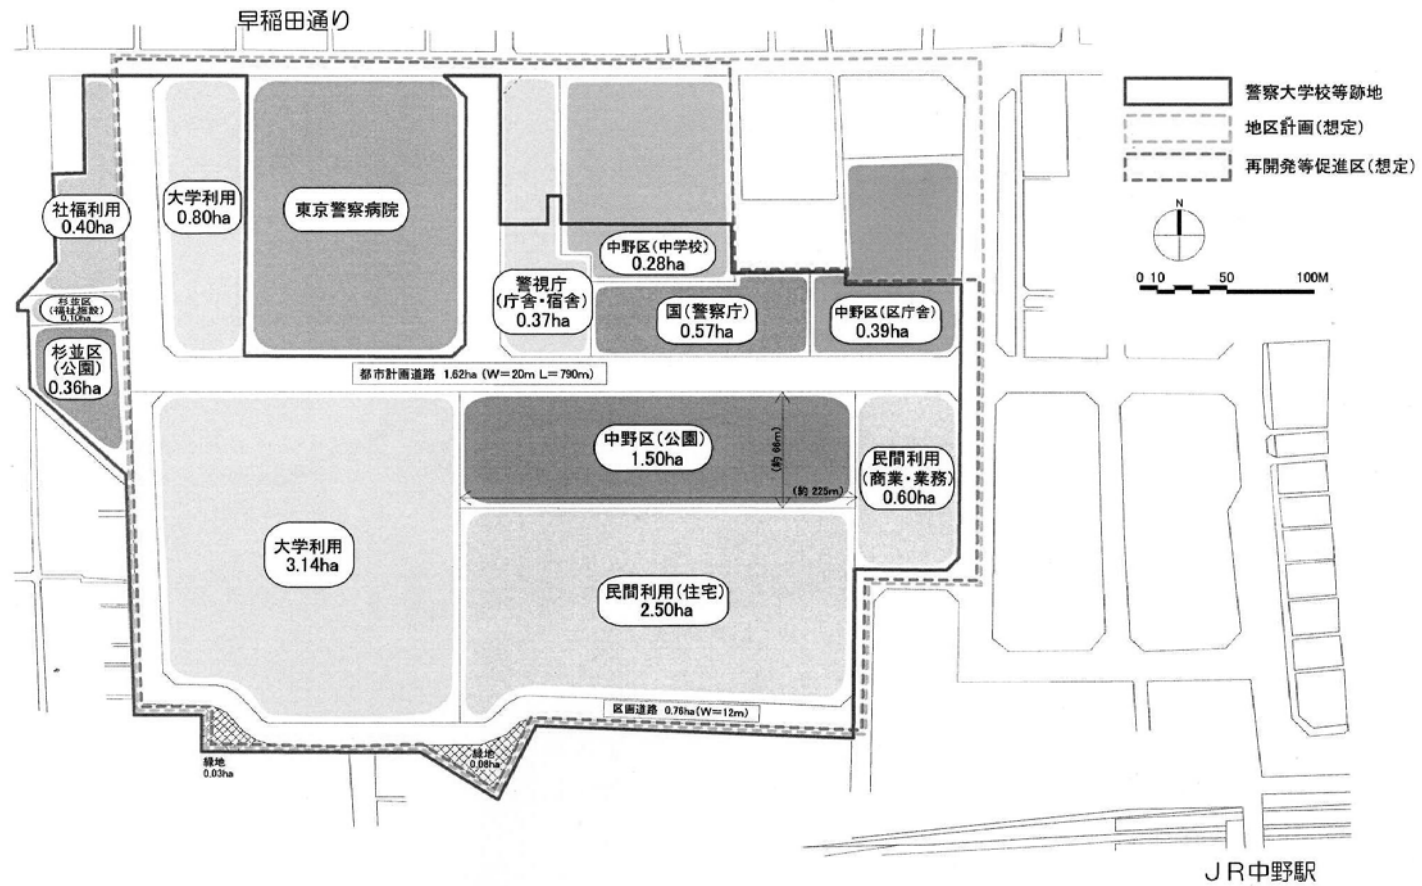 早稲田通り
警察大学校等跡地
地区計画(想定)
再開発等促進区(想定)
N
0 10 50 100M
社福利用
0.40ha
大学利用
0.80ha
東京警察病院
中野区(中学校)
0.28ha
警視庁
(庁舎・宿舎)
0.37ha
国(警察庁)
0.57ha
中野区(区庁舎)
0.39ha
杉並区
(福祉施設)
0.10ha
杉並区
(公園)
0.36ha
都市計画道路 1.62ha (W=20m L=790m)
中野区(公園)
1.50ha
(約 66m)
(約 225m)
民間利用
(商業・業務)
0.60ha
大学利用
3.14ha
民間利用(住宅)
2.50ha
区画道路 0.76ha(W=12m)
緑地
0.03ha
緑地
0.08ha
JR中野駅